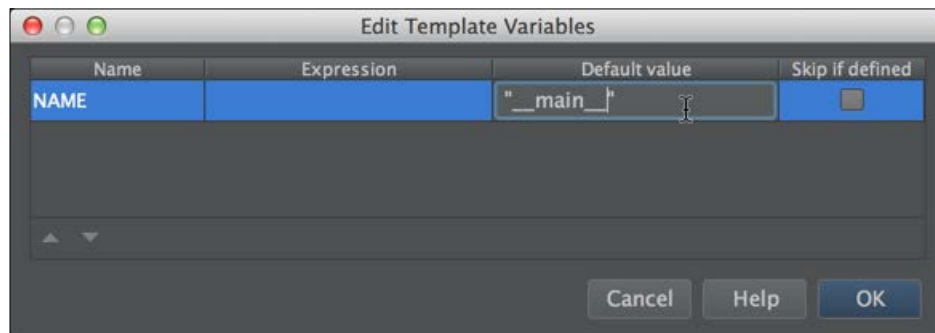 Edit Template Variables
Name Expression Default value Skip if defined
NAME "__main__"
Cancel Help OK